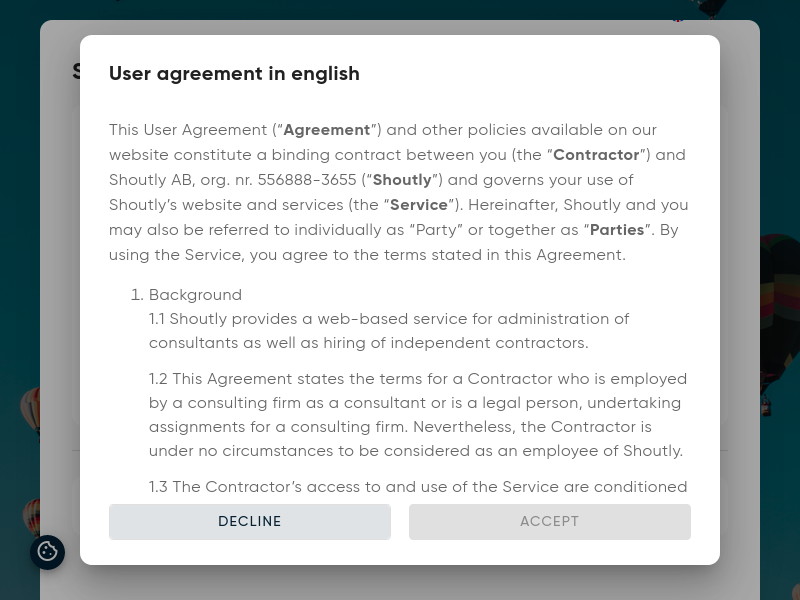 User agreement in english
This User Agreement (“Agreement”) and other policies available on our
website constitute a binding contract between you (the “Contractor”) and
Shoutly AB, org. nr. 556888-3655 (“Shoutly”) and governs your use of
Shoutly’s website and services (the “Service”). Hereinafter, Shoutly and you
may also be referred to individually as “Party” or together as “Parties”. By
using the Service, you agree to the terms stated in this Agreement.
1. Background
1.1 Shoutly provides a web-based service for administration of
consultants as well as hiring of independent contractors.
1.2 This Agreement states the terms for a Contractor who is employed
by a consulting firm as a consultant or is a legal person, undertaking
assignments for a consulting firm. Nevertheless, the Contractor is
under no circumstances to be considered as an employee of Shoutly.
1.3 The Contractor’s access to and use of the Service are conditioned
DECLINE
ACCEPT